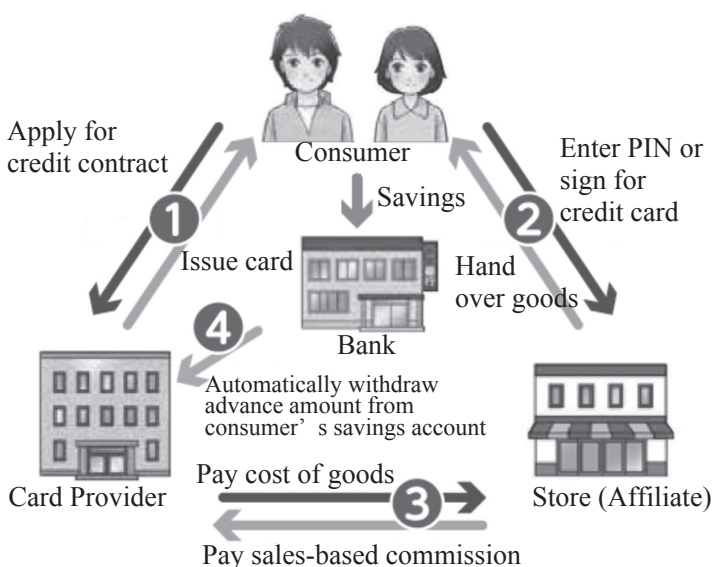 Consumer
Apply for
credit contract
1
Issue card
Savings
2
Enter PIN or
sign for
credit card
Hand
over goods
Bank
4
Automatically withdraw
advance amount from
consumer’ s savings account
Card Provider
Pay cost of goods
3
Pay sales-based commission
Store (Affiliate)